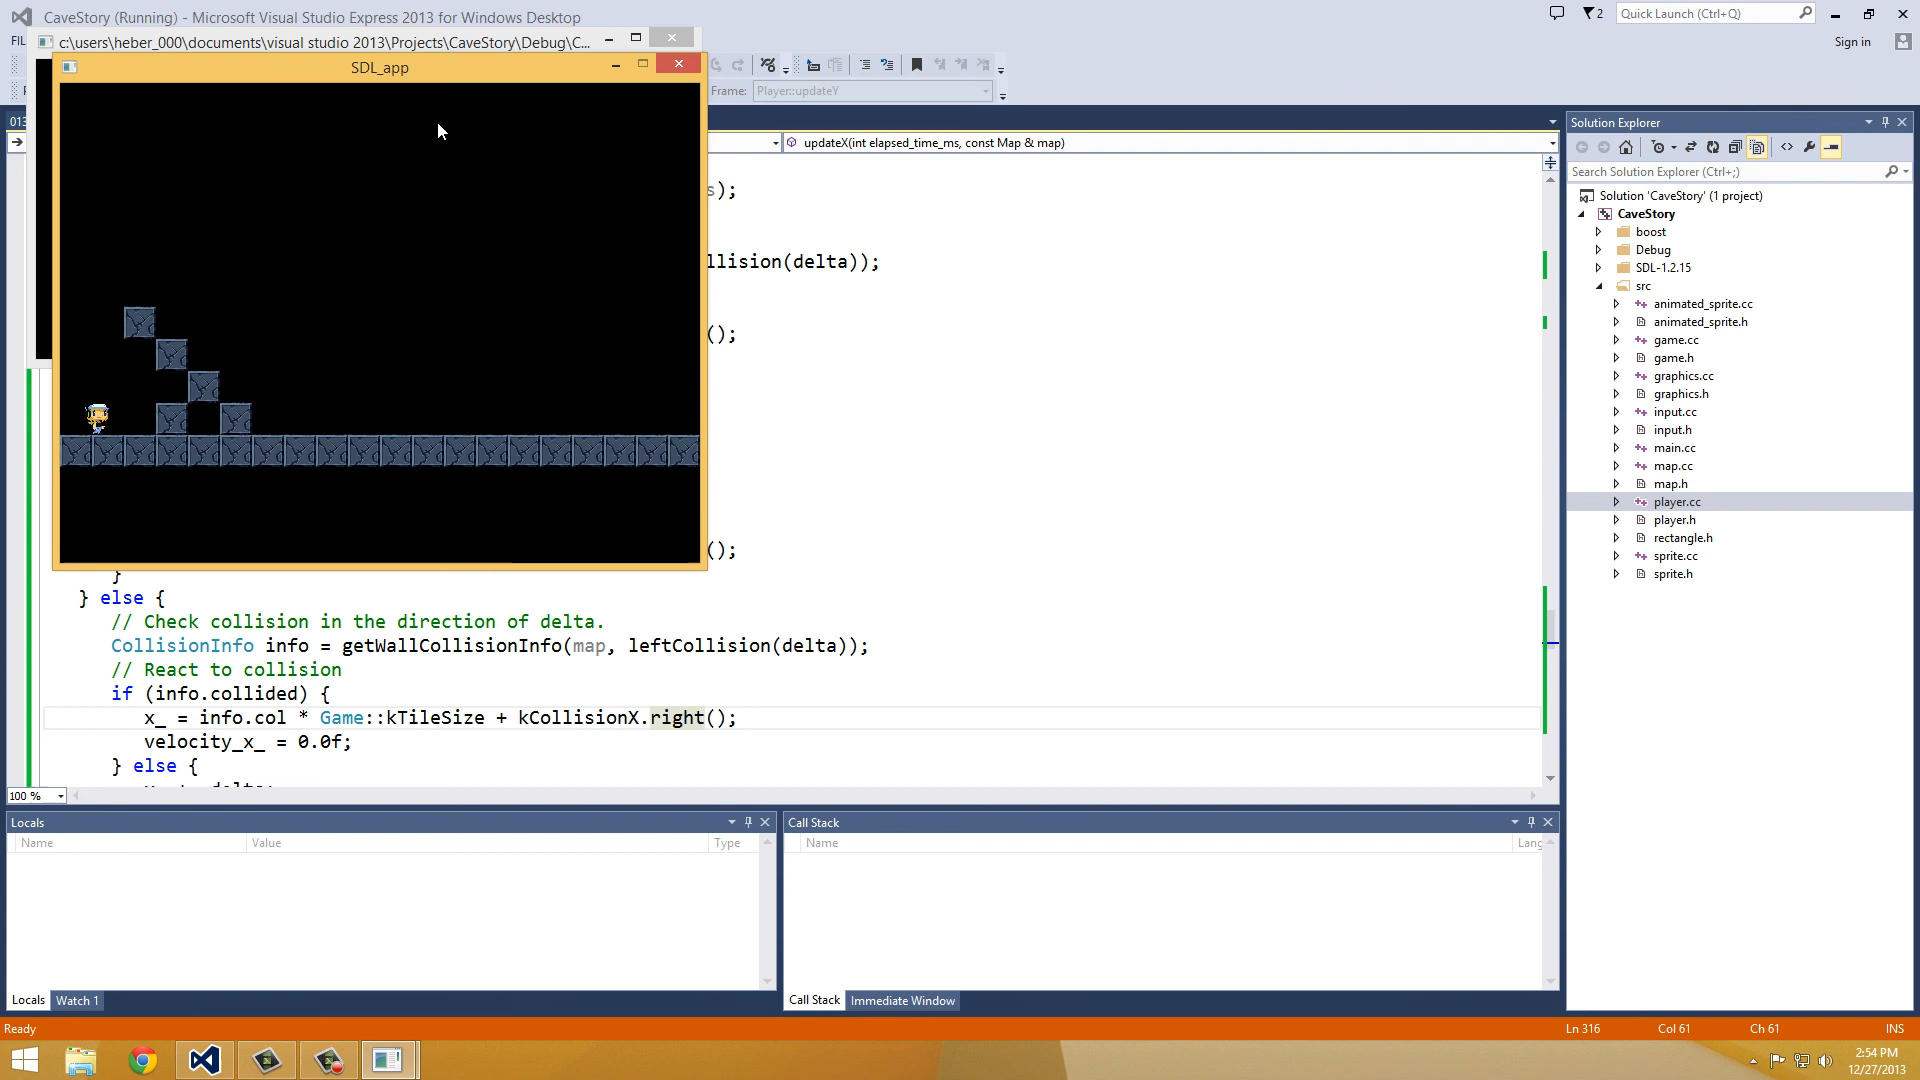 CaveStory (Running) - Microsoft Visual Studio Express 2013 for Windows Desktop
2
Quick Launch (Ctrl+Q)
FIL
c:\users\heber_000\documents\visual studio 2013\Projects\CaveStory\Debug\C...
Sign in
SDL_app
Frame:
Player::updateY
013
updateX(int elapsed_time_ms, const Map & map)
s);
llision(delta));
();
();
}
} else {
// Check collision in the direction of delta.
CollisionInfo info = getWallCollisionInfo(map, leftCollision(delta));
// React to collision
if (info.collided) {
x_ = info.col * Game::kTileSize + kCollisionX.right();
velocity_x_ = 0.0f;
} else {
100 %
Solution Explorer
Search Solution Explorer (Ctrl+;)
Solution 'CaveStory' (1 project)
CaveStory
boost
Debug
SDL-1.2.15
src
animated_sprite.cc
animated_sprite.h
game.cc
game.h
graphics.cc
graphics.h
input.cc
input.h
main.cc
map.cc
map.h
player.cc
player.h
rectangle.h
sprite.cc
sprite.h
Locals
Name
Value
Type
Locals
Watch 1
Call Stack
Name
Lang
Call Stack
Immediate Window
Ready
Ln 316
Col 61
Ch 61
INS
2:54 PM
12/27/2013